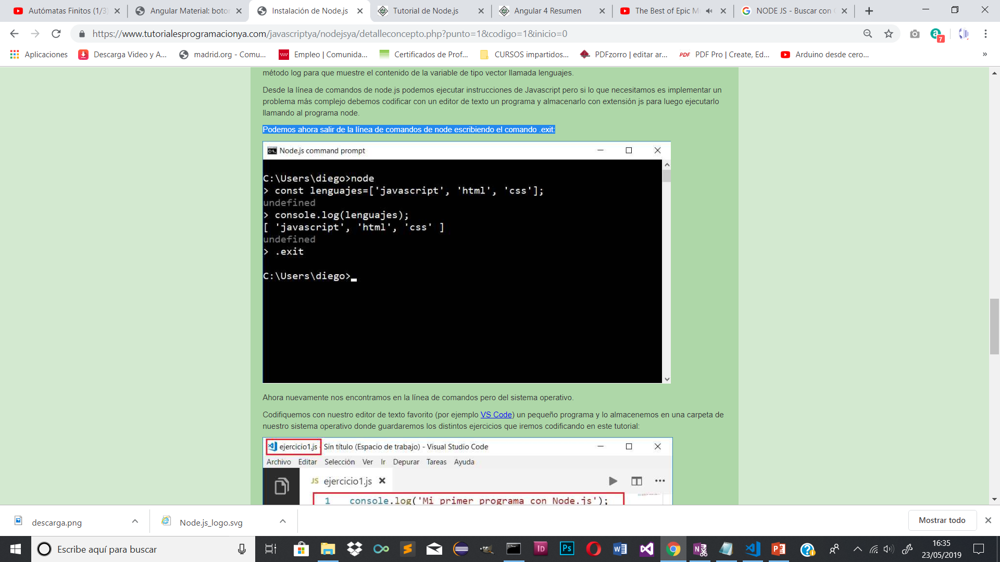 Autómatas Finitos (1/3)
Angular Material: boto
Instalación de Node.js
Tutorial de Node.js
Angular 4 Resumen
The Best of Epic M
NODE JS - Buscar con
https://www.tutorialesprogramacionya.com/javascriptya/nodejsya/detalleconcepto.php?punto=1&codigo=1&inicio=0
7
Aplicaciones
Descarga Video y A...
madrid.org - Comu...
Empleo | Comunida...
Certificados de Prof...
CURSOS impartidos...
PDFzorro | editar ar...
PDF
PDF Pro | Create, Ed...
Arduino desde cero...
»
método log para que muestre el contenido de la variable de tipo vector llamada lenguajes.
Desde la línea de comandos de node.js podemos ejecutar instrucciones de Javascript pero si lo que necesitamos es implementar un
problema más complejo debemos codificar con un editor de texto un programa y almacenarlo con extensión js para luego ejecutarlo
llamando al programa node.
Podemos ahora salir de la línea de comandos de node escribiendo el comando .exit:
Node.js command prompt
C:\Users\diego>node
> const lenguajes=['javascript', 'html', 'css'];
undefined
> console.log(lenguajes);
[ 'javascript', 'html', 'css' ]
undefined
> .exit
C:\Users\diego>
Ahora nuevamente nos encontramos en la línea de comandos pero del sistema operativo.
Codifiquemos con nuestro editor de texto favorito (por ejemplo VS Code) un pequeño programa y lo almacenemos en una carpeta de
nuestro sistema operativo donde guardaremos los distintos ejercicios que iremos codificando en este tutorial:
ejercicio1.js - Sin título (Espacio de trabajo) - Visual Studio Code
Archivo Editar Selección Ver Ir Depurar Tareas Ayuda
JS ejercicio1.js
1 console.log('Mi primer programa con Node.js');
descarga.png
Node.js_logo.svg
Mostrar todo
Escribe aquí para buscar
16:35
23/05/2019